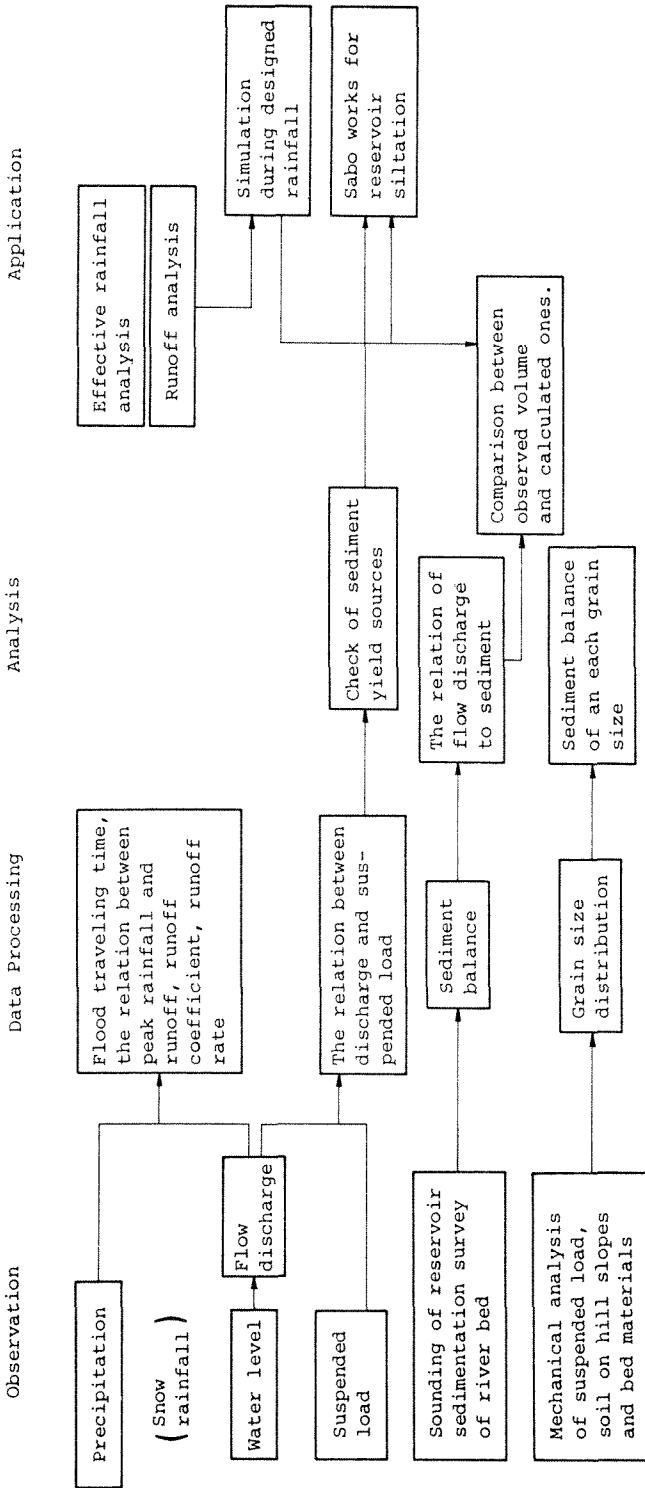 Observation
Data Processing
Analysis
Application
Precipitation
(Snow
rainfall)
Water level
Flow
discharge
Suspended
load
Sounding of reservoir
sedimentation survey
of river bed
Mechanical analysis
of suspended load,
soil on hill slopes
and bed materials
Flood traveling time,
the relation between
peak rainfall and
runoff, runoff
coefficient, runoff
rate
The relation between
discharge and sus-
pended load
Sediment
balance
Grain size
distribution
Check of sediment
yield sources
The relation of
flow discharge
to sediment
Sediment balance
of an each grain
size
Effective rainfall
analysis
Runoff analysis
Simulation
during designed
rainfall
Sabo works for
reservoir
siltation
Comparison between
observed volume
and calculated ones.